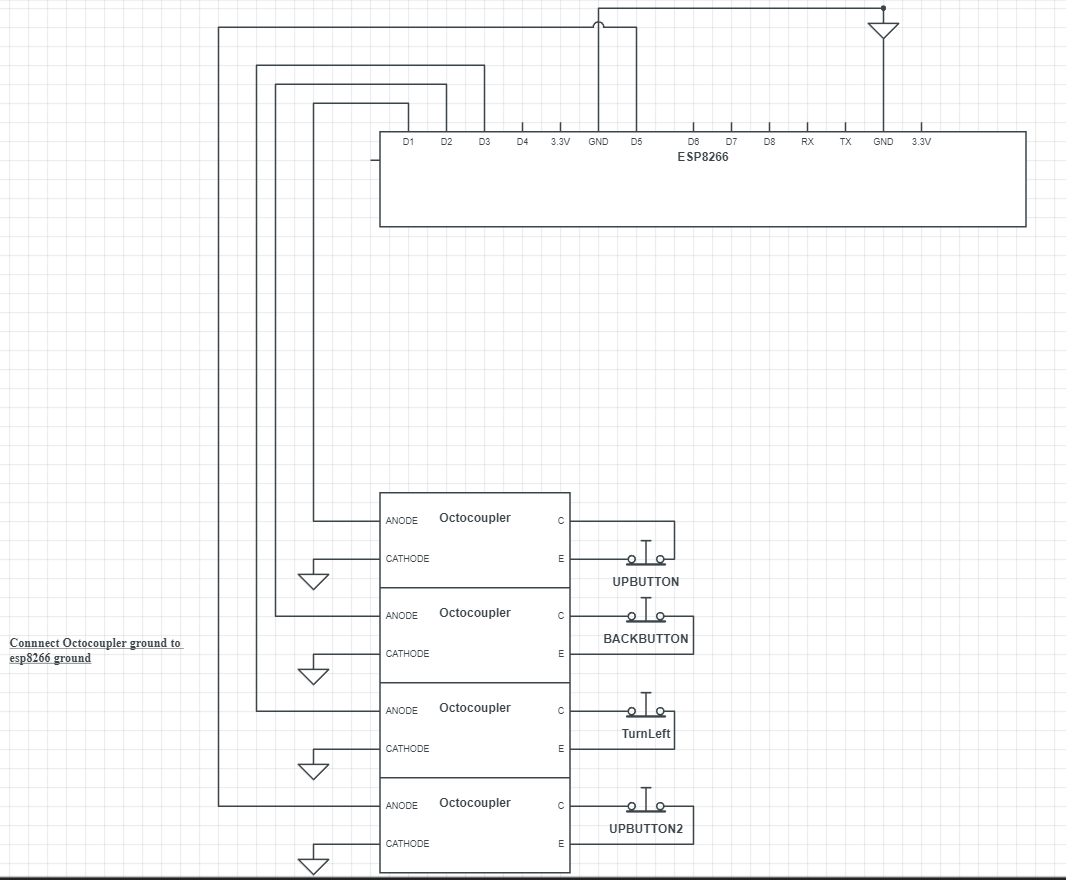 D1 D2 D3 D4 3.3V GND D5 D6 D7 D8 RX TX GND 3.3V
ESP8266
ANODE Octocoupler C
CATHODE E
UPBUTTON
ANODE Octocoupler C
BACKBUTTON
CATHODE E
Connnect Octocoupler ground to
esp8266 ground
ANODE Octocoupler C
TurnLeft
CATHODE E
ANODE Octocoupler C
UPBUTTON2
CATHODE E